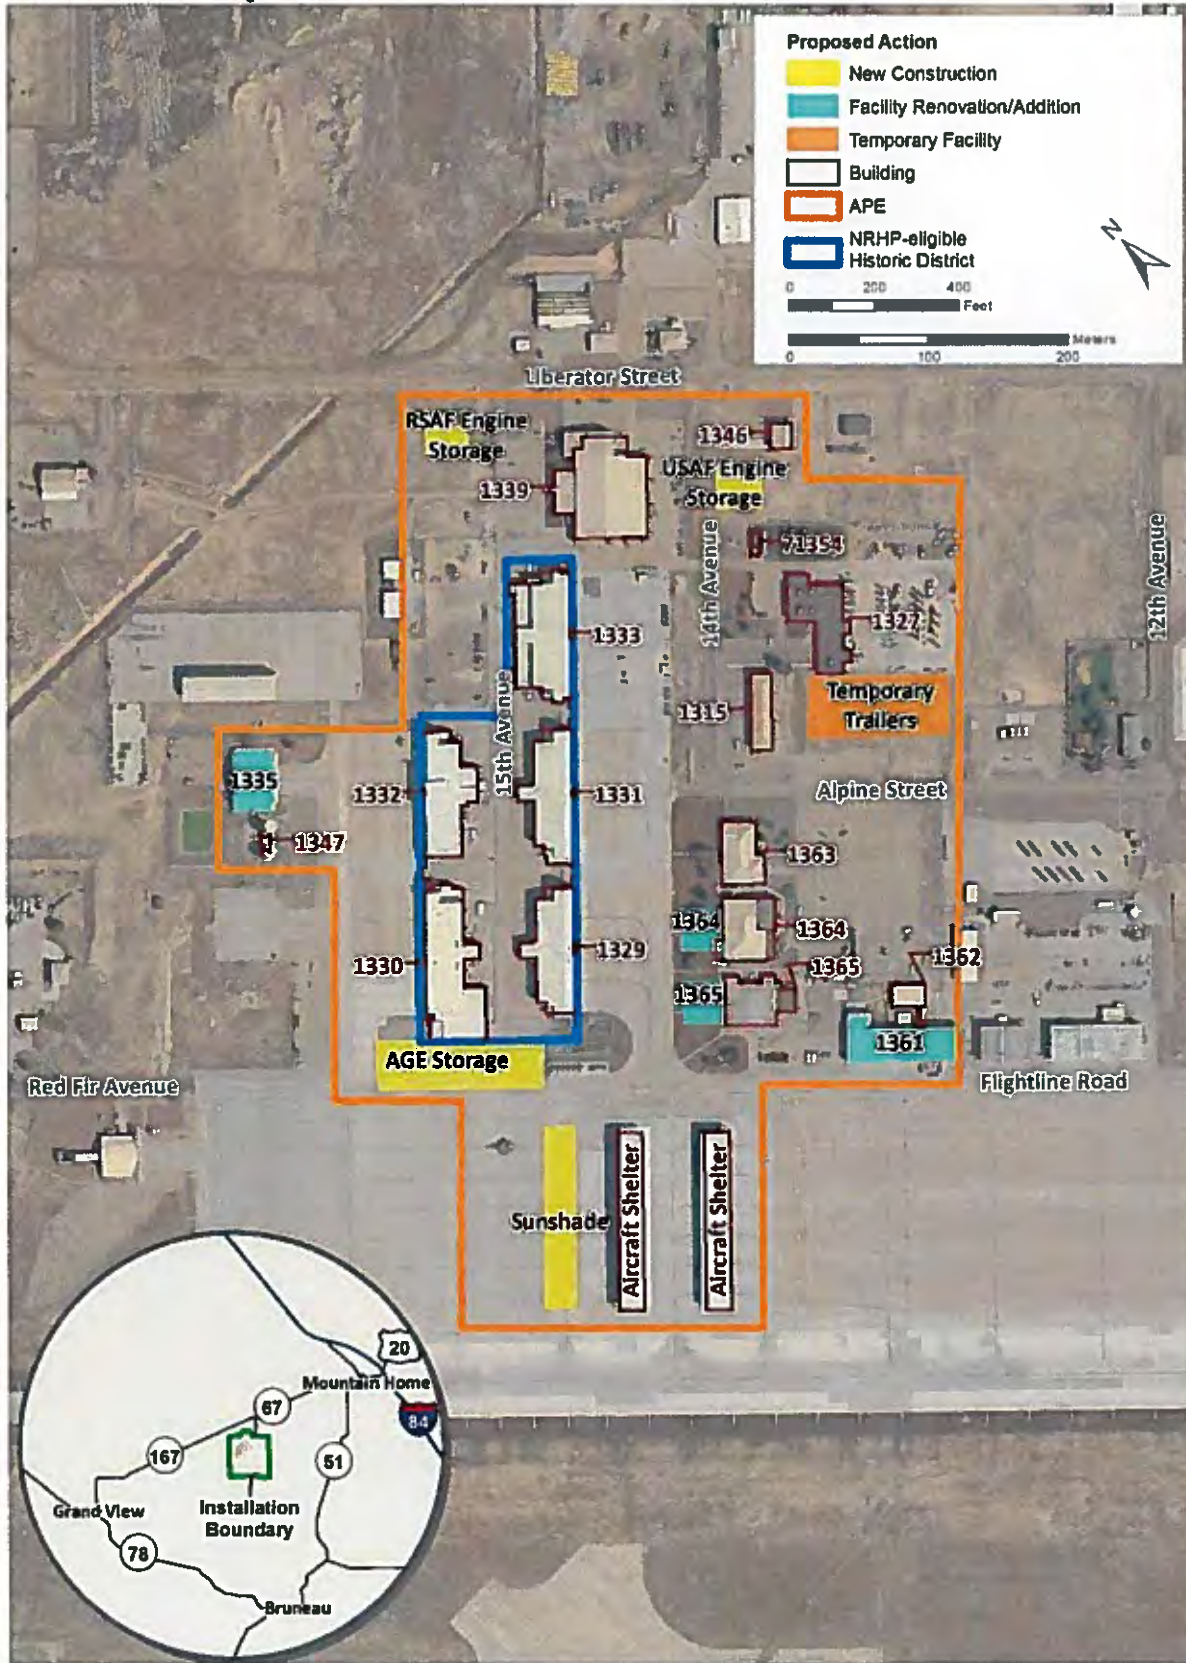 Proposed Action
New Construction
Facility Renovation/Addition
Temporary Facility
Building
APE
NRHP-eligible
Historic District
N
0 200 400
Feet
Meters
0 100 200
Liberator Street
RSAF Engine
Storage
1346
USAF Engine
Storage
1339
71354
14th Avenue
12th Avenue
1327
1333
Temporary
Trailers
1315
15th Avenue
1335
1332
1331
Alpine Street
1347
1363
1364
1364
1329
1330
1362
1365
1365
1361
AGE Storage
Red Fir Avenue
Flightline Road
Sunshade
Aircraft Shelter
Aircraft Shelter
20
Mountain Home
67
84
167
51
Grand View
Installation
Boundary
78
Bruneau